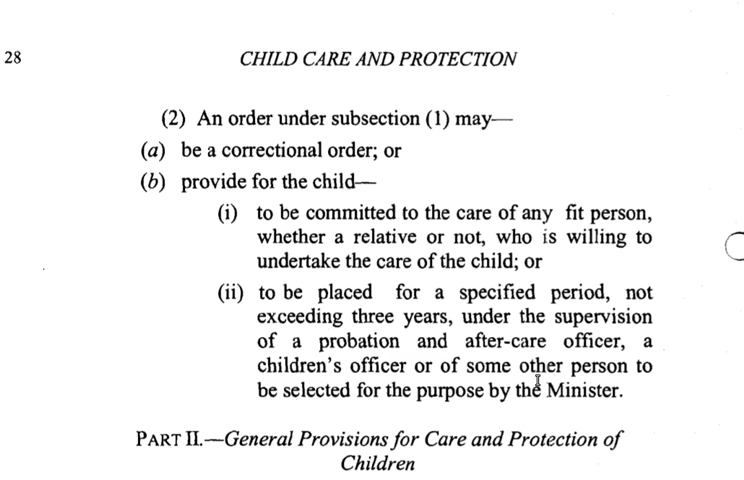 28
CHILD CARE AND PROTECTION
(2) An order under subsection (1) may—
(a) be a correctional order; or
(b) provide for the child—
(i) to be committed to the care of any fit person,
whether a relative or not, who is willing to
undertake the care of the child; or
(ii) to be placed for a specified period, not
exceeding three years, under the supervision
of a probation and after-care officer, a
children's officer or of some other person to
be selected for the purpose by the Minister.
PART II.—General Provisions for Care and Protection of
Children